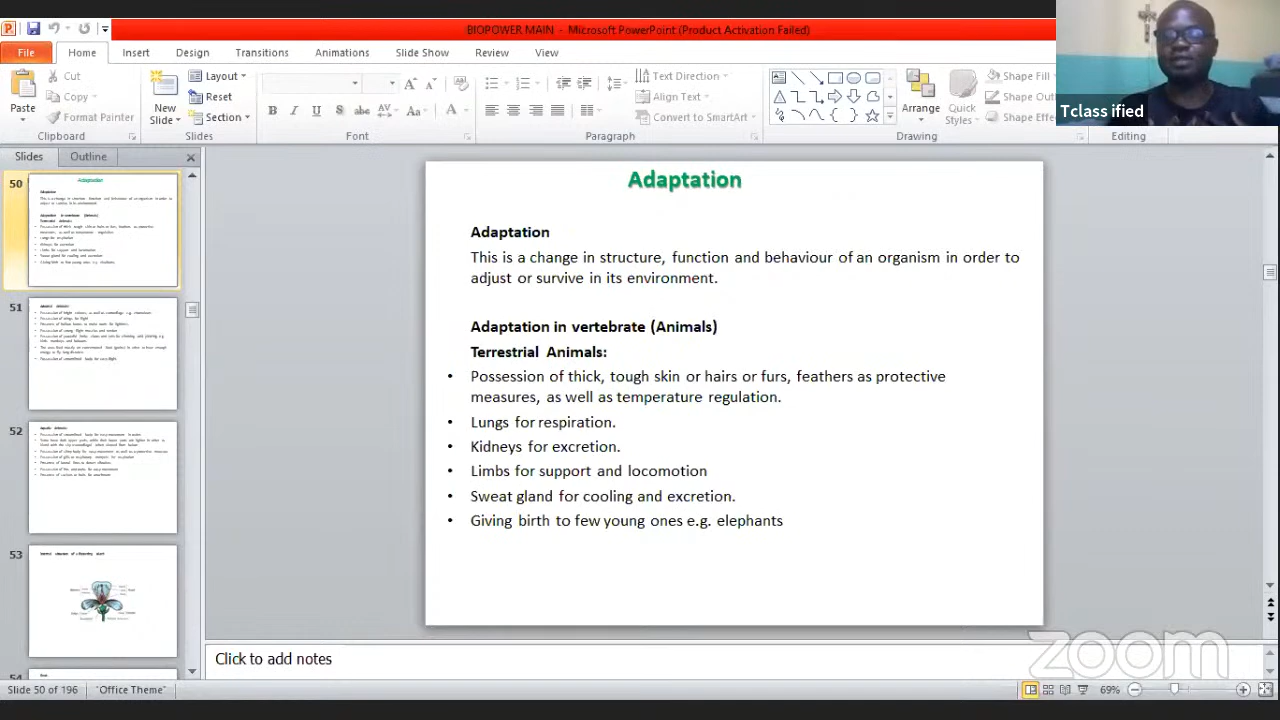 BIOPOWER MAIN - Microsoft PowerPoint (Product Activation Failed)
File Home Insert Design Transitions Animations Slide Show Review View
Cut
Copy
Format Painter
Paste
Clipboard
New
Slide
Layout
Reset
Section
Slides
Font
Text Direction
Align Text
Convert to SmartArt
Paragraph
Arrange
Quick
Styles
Shape Fill
Shape Out
Shape Effe
Drawing
Editing
Tclass ified
Slides Outline
50
51
52
53
54
Adaptation
Adaptation
This is a change in structure, function and behaviour of an organism in order to
adjust or survive in its environment.
Adaptation in vertebrate (Animals)
Terrestrial Animals:
• Possession of thick, tough skin or hairs or furs, feathers as protective
measures, as well as temperature regulation.
• Lungs for respiration.
• Kidneys for excretion.
• Limbs for support and locomotion
• Sweat gland for cooling and excretion.
• Giving birth to few young ones e.g. elephants
Click to add notes
zoom
Slide 50 of 196 "Office Theme" 69%